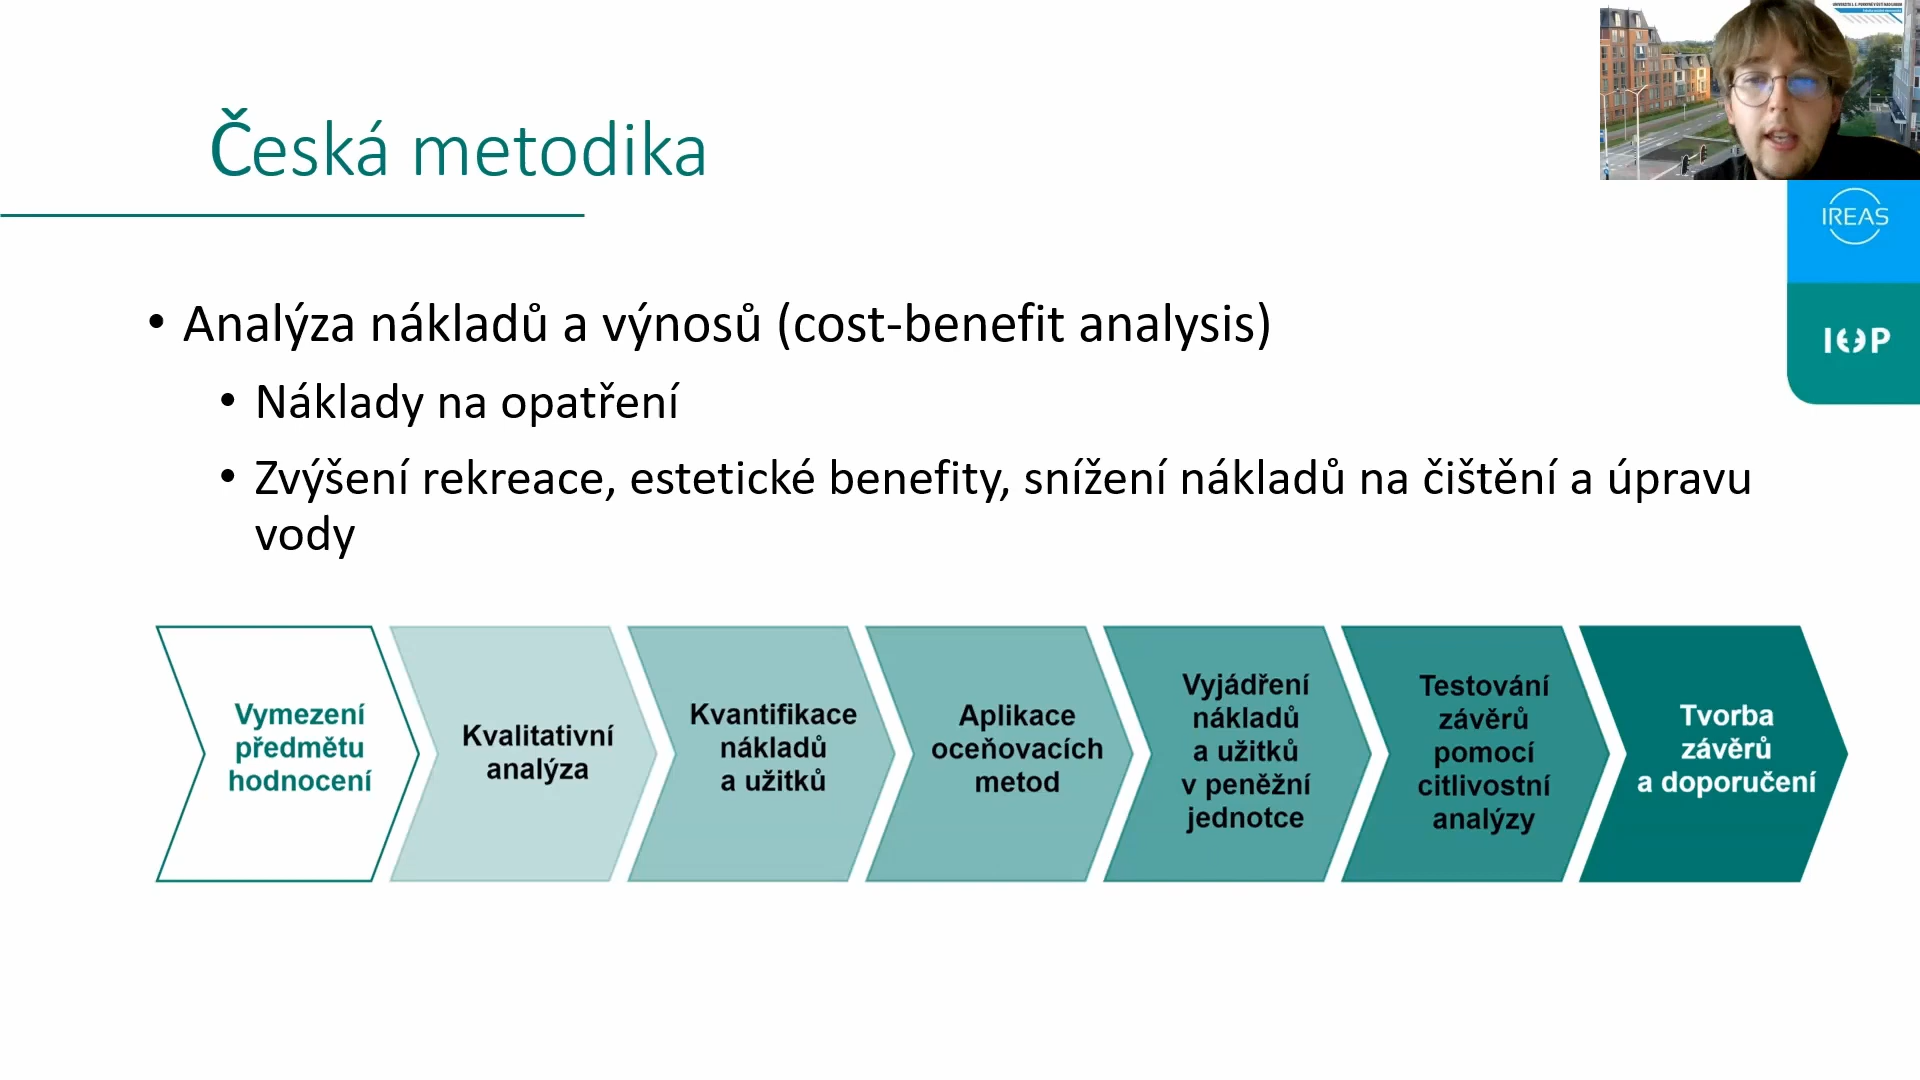 Česká metodika
IREAS
• Analýza nákladů a výnosů (cost-benefit analysis)
• Náklady na opatření
• Zvýšení rekreace, estetické benefity, snížení nákladů na čištění a úpravu
vody
Vymezení
předmětu
hodnocení
Kvalitativní
analýza
Kvantifikace
nákladů
a užitků
Aplikace
oceňovacích
metod
Vyjádření
nákladů
a užitků
v peněžní
jednotce
Testování
závěrů
pomocí
citlivostní
analýzy
Tvorba
závěrů
a doporučení